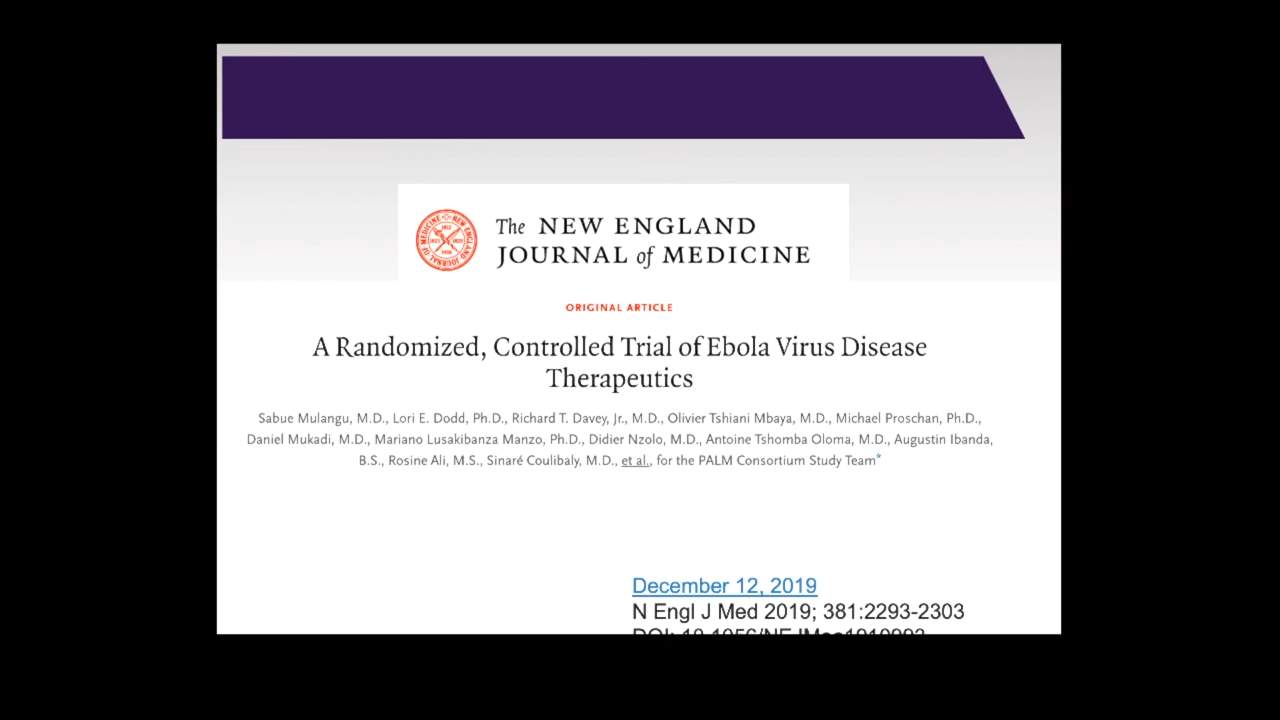 The NEW ENGLAND
JOURNAL of MEDICINE
ORIGINAL ARTICLE
A Randomized, Controlled Trial of Ebola Virus Disease
Therapeutics
Sabue Mulangu, M.D., Lori E. Dodd, Ph.D., Richard T. Davey, Jr., M.D., Olivier Tshiani Mbaya, M.D., Michael Proschan, Ph.D.,
Daniel Mukadi, M.D., Mariano Lusakibanza Manzo, Ph.D., Didier Nzolo, M.D., Antoine Tshomba Oloma, M.D., Augustin Ibanda,
B.S., Rosine Ali, M.S., Sinaré Coulibaly, M.D., et al., for the PALM Consortium Study Team*
December 12, 2019
N Engl J Med 2019; 381:2293-2303
DOI: